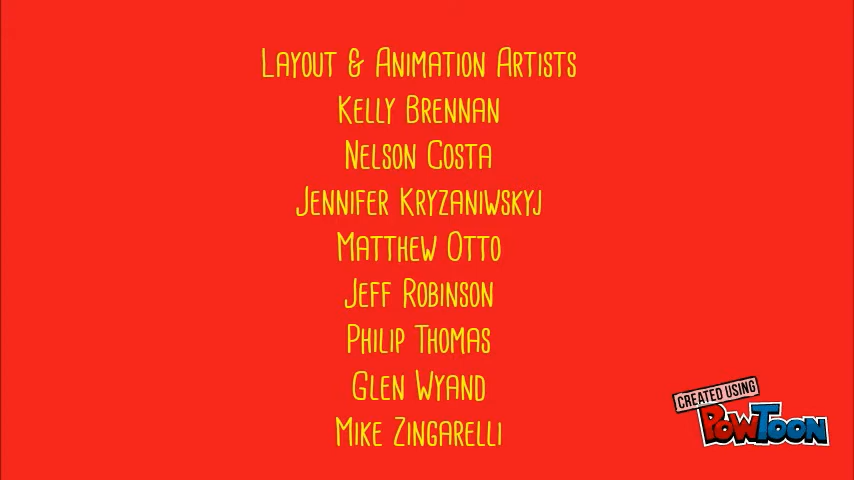 Layout & Animation Artists
Kelly Brennan
Nelson Costa
Jennifer Kryzaniwskyj
Matthew Otto
Jeff Robinson
Philip Thomas
Glen Wyand
Mike Zingarelli
CREATED USING
PowToon